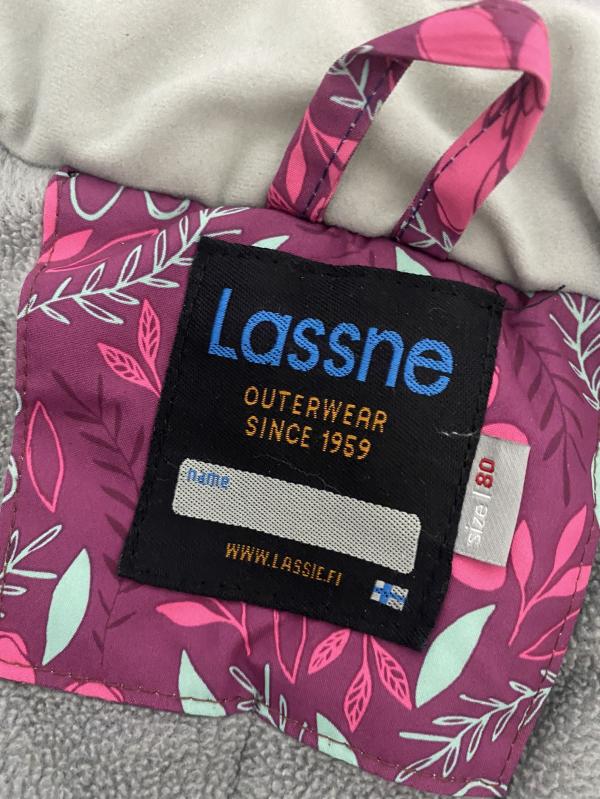 Lassne
OUTERWEAR
SINCE 1959
name
WWW.LASSIE.FI
size | 80